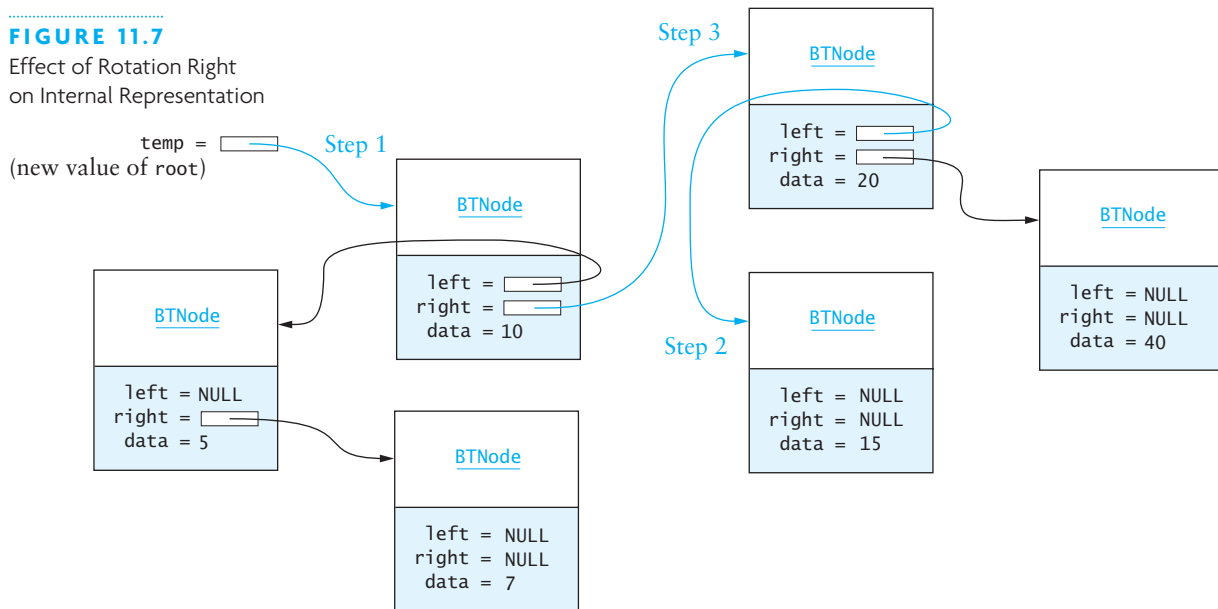 FIGURE 11.7
Effect of Rotation Right
on Internal Representation
temp =
(new value of root)
Step 1
BTNode
left =
right =
data = 10
BTNode
left = NULL
right =
data = 5
BTNode
left = NULL
right = NULL
data = 7
Step 3
BTNode
left =
right =
data = 20
Step 2
BTNode
left = NULL
right = NULL
data = 15
BTNode
left = NULL
right = NULL
data = 40